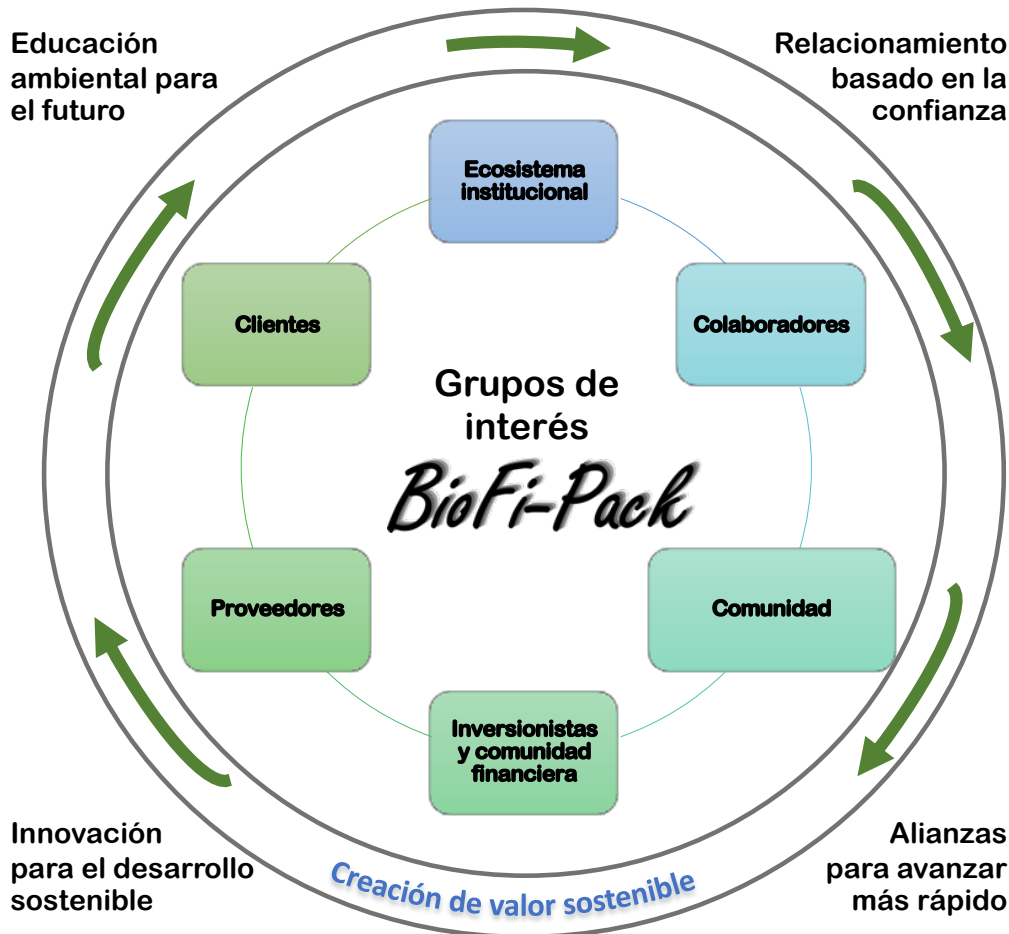 Educación
ambiental para
el futuro
Relacionamiento
basado en la
confianza
Ecosistema
institucional
Clientes
Colaboradores
Grupos de
interés
BioFi-Pack
Proveedores
Comunidad
Inversionistas
y comunidad
financiera
Innovación
para el desarrollo
sostenible
Creación de valor sostenible
Alianzas
para avanzar
más rápido